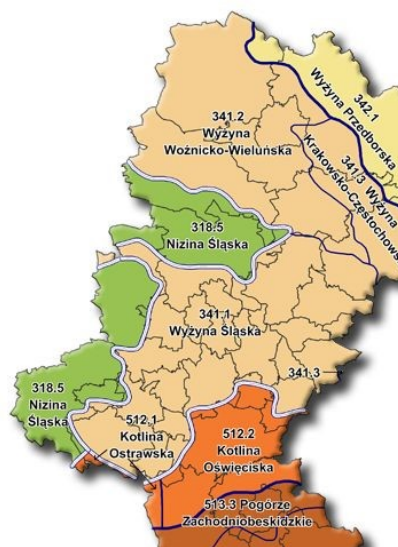 342.1
Wyżyna Przedborska
341.2
Wyżyna
Woźnicko-Wieluńska
341.3 Wyżyna
Krakowsko-Częstochows
318.5
Nizina Śląska
341.1
Wyżyna Śląska
341.3
318.5
Nizina
Śląska
512.1
Kotlina
Ostrawska
512.2
Kotlina
Oświęciska
513.3 Pogórze
Zachodniobeskidzkie